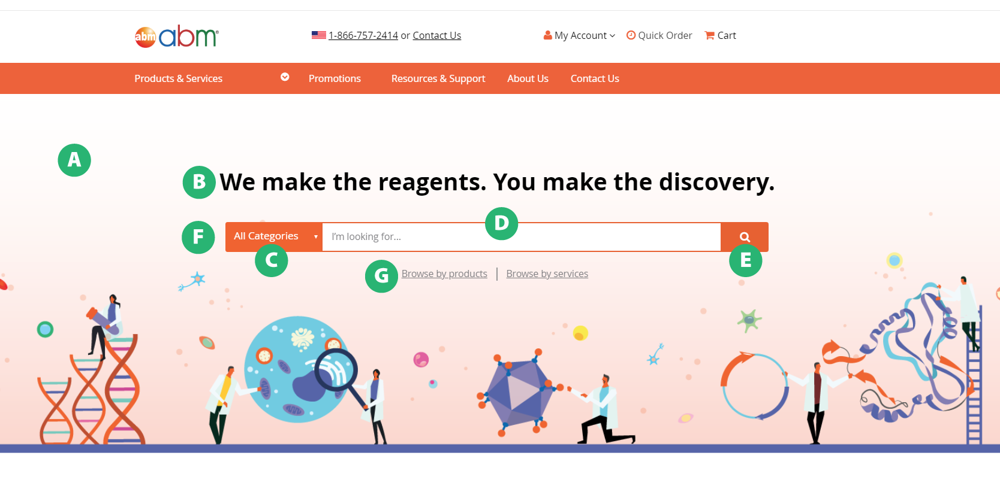 abm abm®
1-866-757-2414 or Contact Us
My Account
Quick Order
Cart
Products & Services
Promotions
Resources & Support
About Us
Contact Us
A
B
We make the reagents. You make the discovery.
D
F
All Categories
I'm looking for...
C
E
G
Browse by products | Browse by services